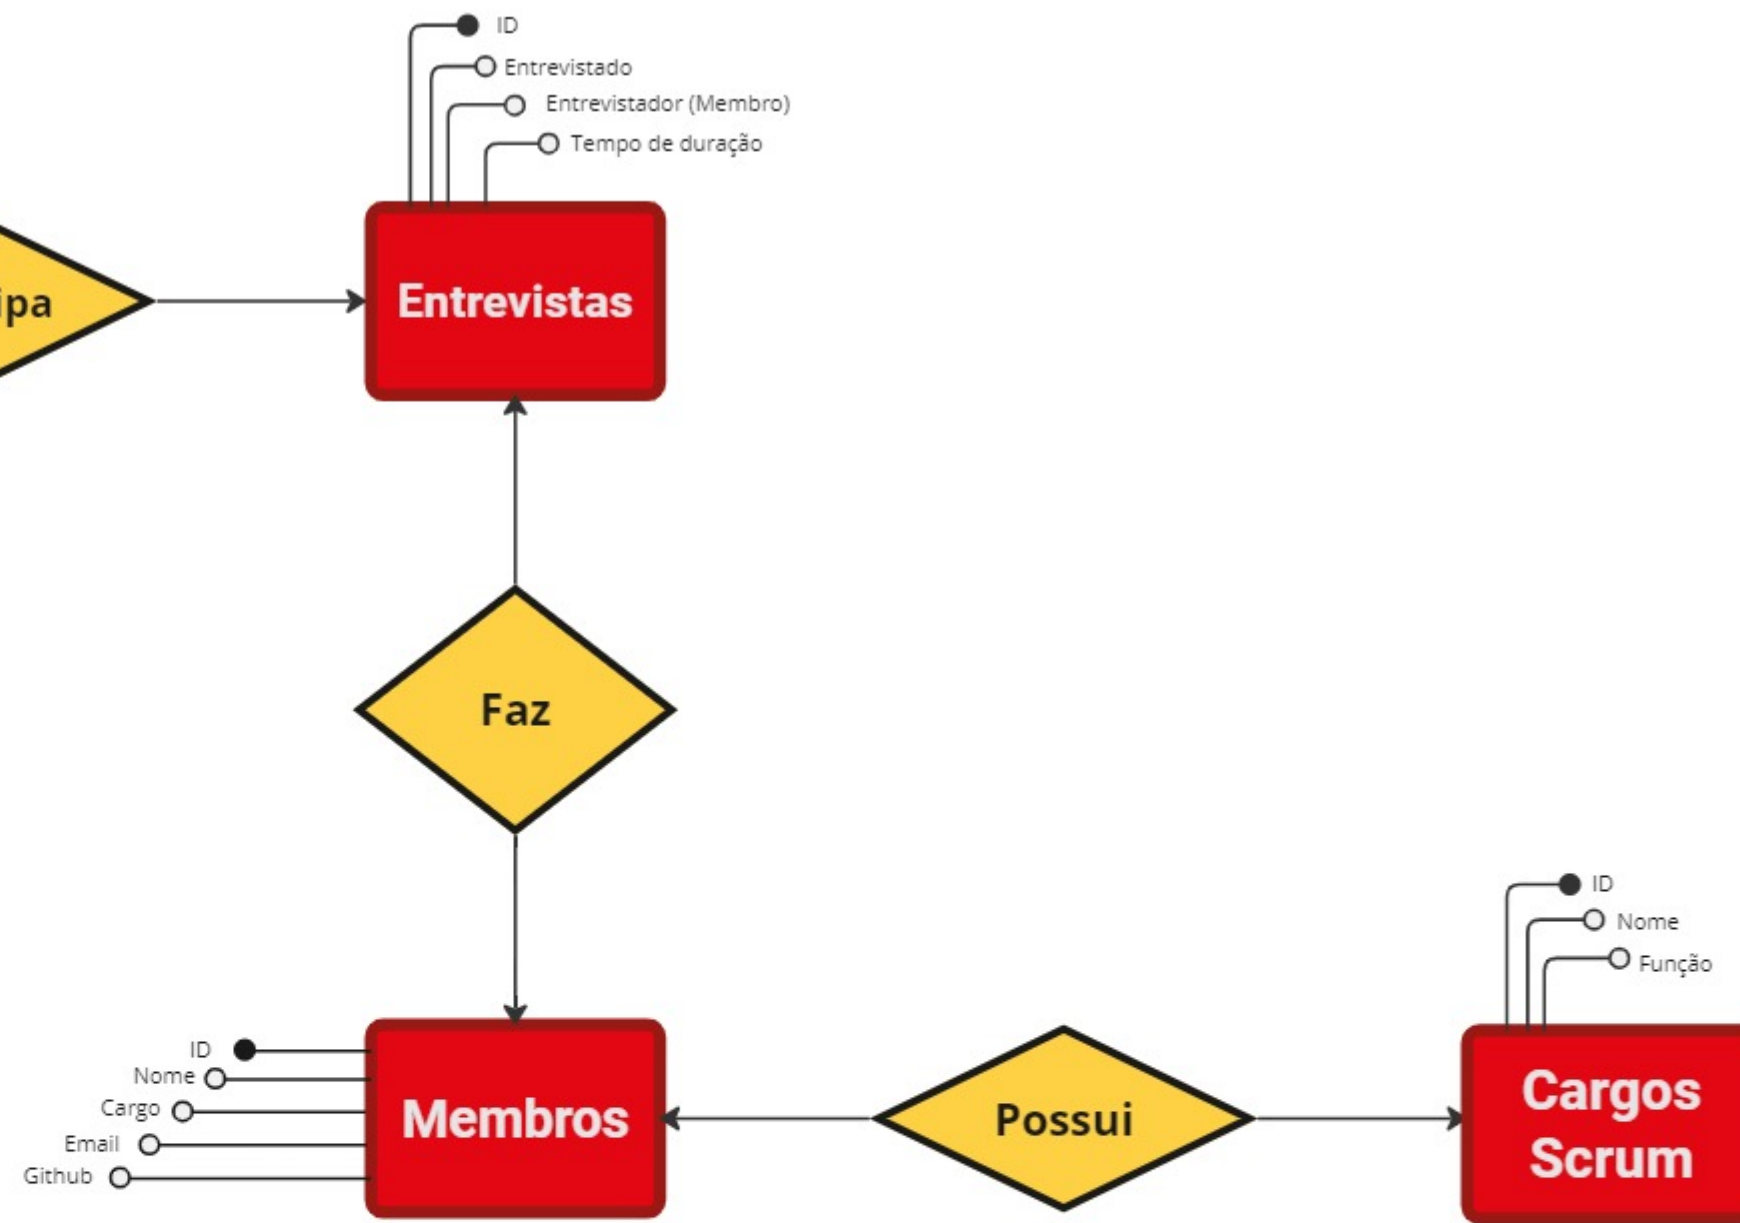 ID
Entrevistado
Entrevistador (Membro)
Tempo de duração
ipa
Entrevistas
Faz
ID
Nome
Função
ID
Nome
Cargo
Email
Github
Membros
Possui
Cargos
Scrum